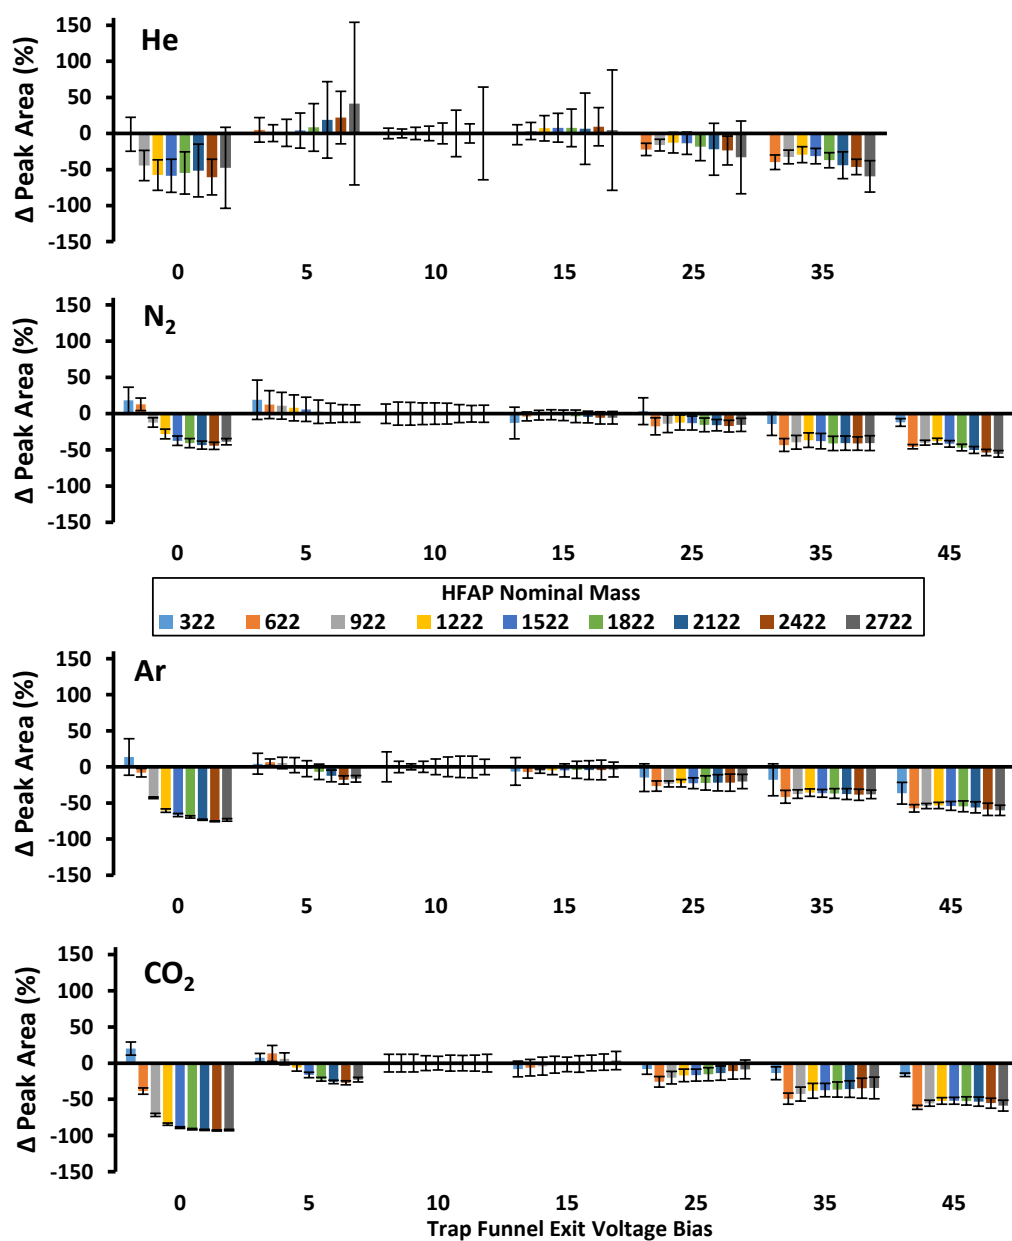 He
Δ Peak Area (%)
150
100
50
0
-50
-100
-150
0 5 10 15 25 35
N2
Δ Peak Area (%)
150
100
50
0
-50
-100
-150
0 5 10 15 25 35 45
HFAP Nominal Mass
322 622 922 1222 1522 1822 2122 2422 2722
Ar
Δ Peak Area (%)
150
100
50
0
-50
-100
-150
0 5 10 15 25 35 45
CO2
Δ Peak Area (%)
150
100
50
0
-50
-100
-150
0 5 10 15 25 35 45
Trap Funnel Exit Voltage Bias